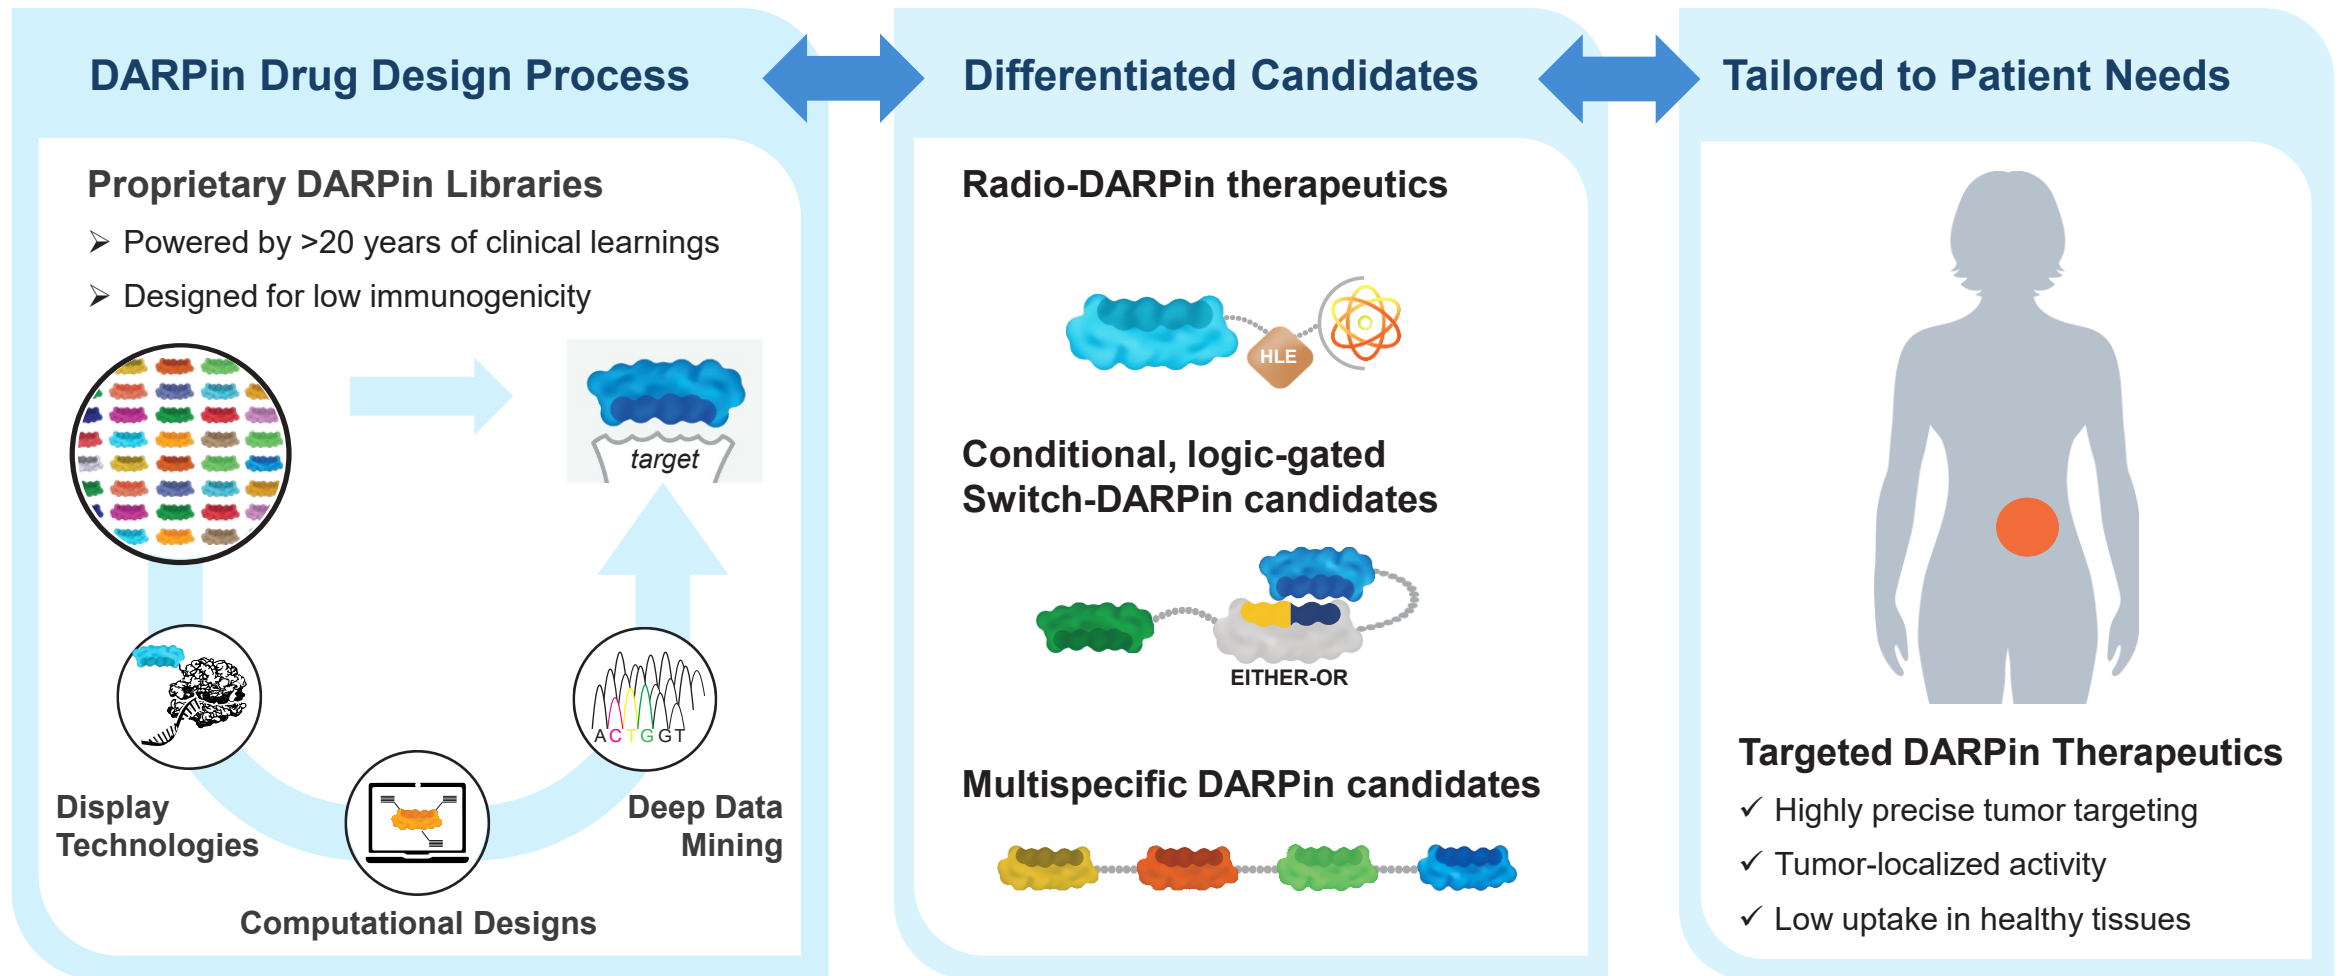 DARPin Drug Design Process
Proprietary DARPin Libraries
Powered by >20 years of clinical learnings
Designed for low immunogenicity
target
ACTGGT
Display
Technologies
Deep Data
Mining
Computational Designs
Differentiated Candidates
Radio-DARPin therapeutics
HLE
Conditional, logic-gated
Switch-DARPin candidates
EITHER-OR
Multispecific DARPin candidates
Tailored to Patient Needs
Targeted DARPin Therapeutics
Highly precise tumor targeting
Tumor-localized activity
Low uptake in healthy tissues